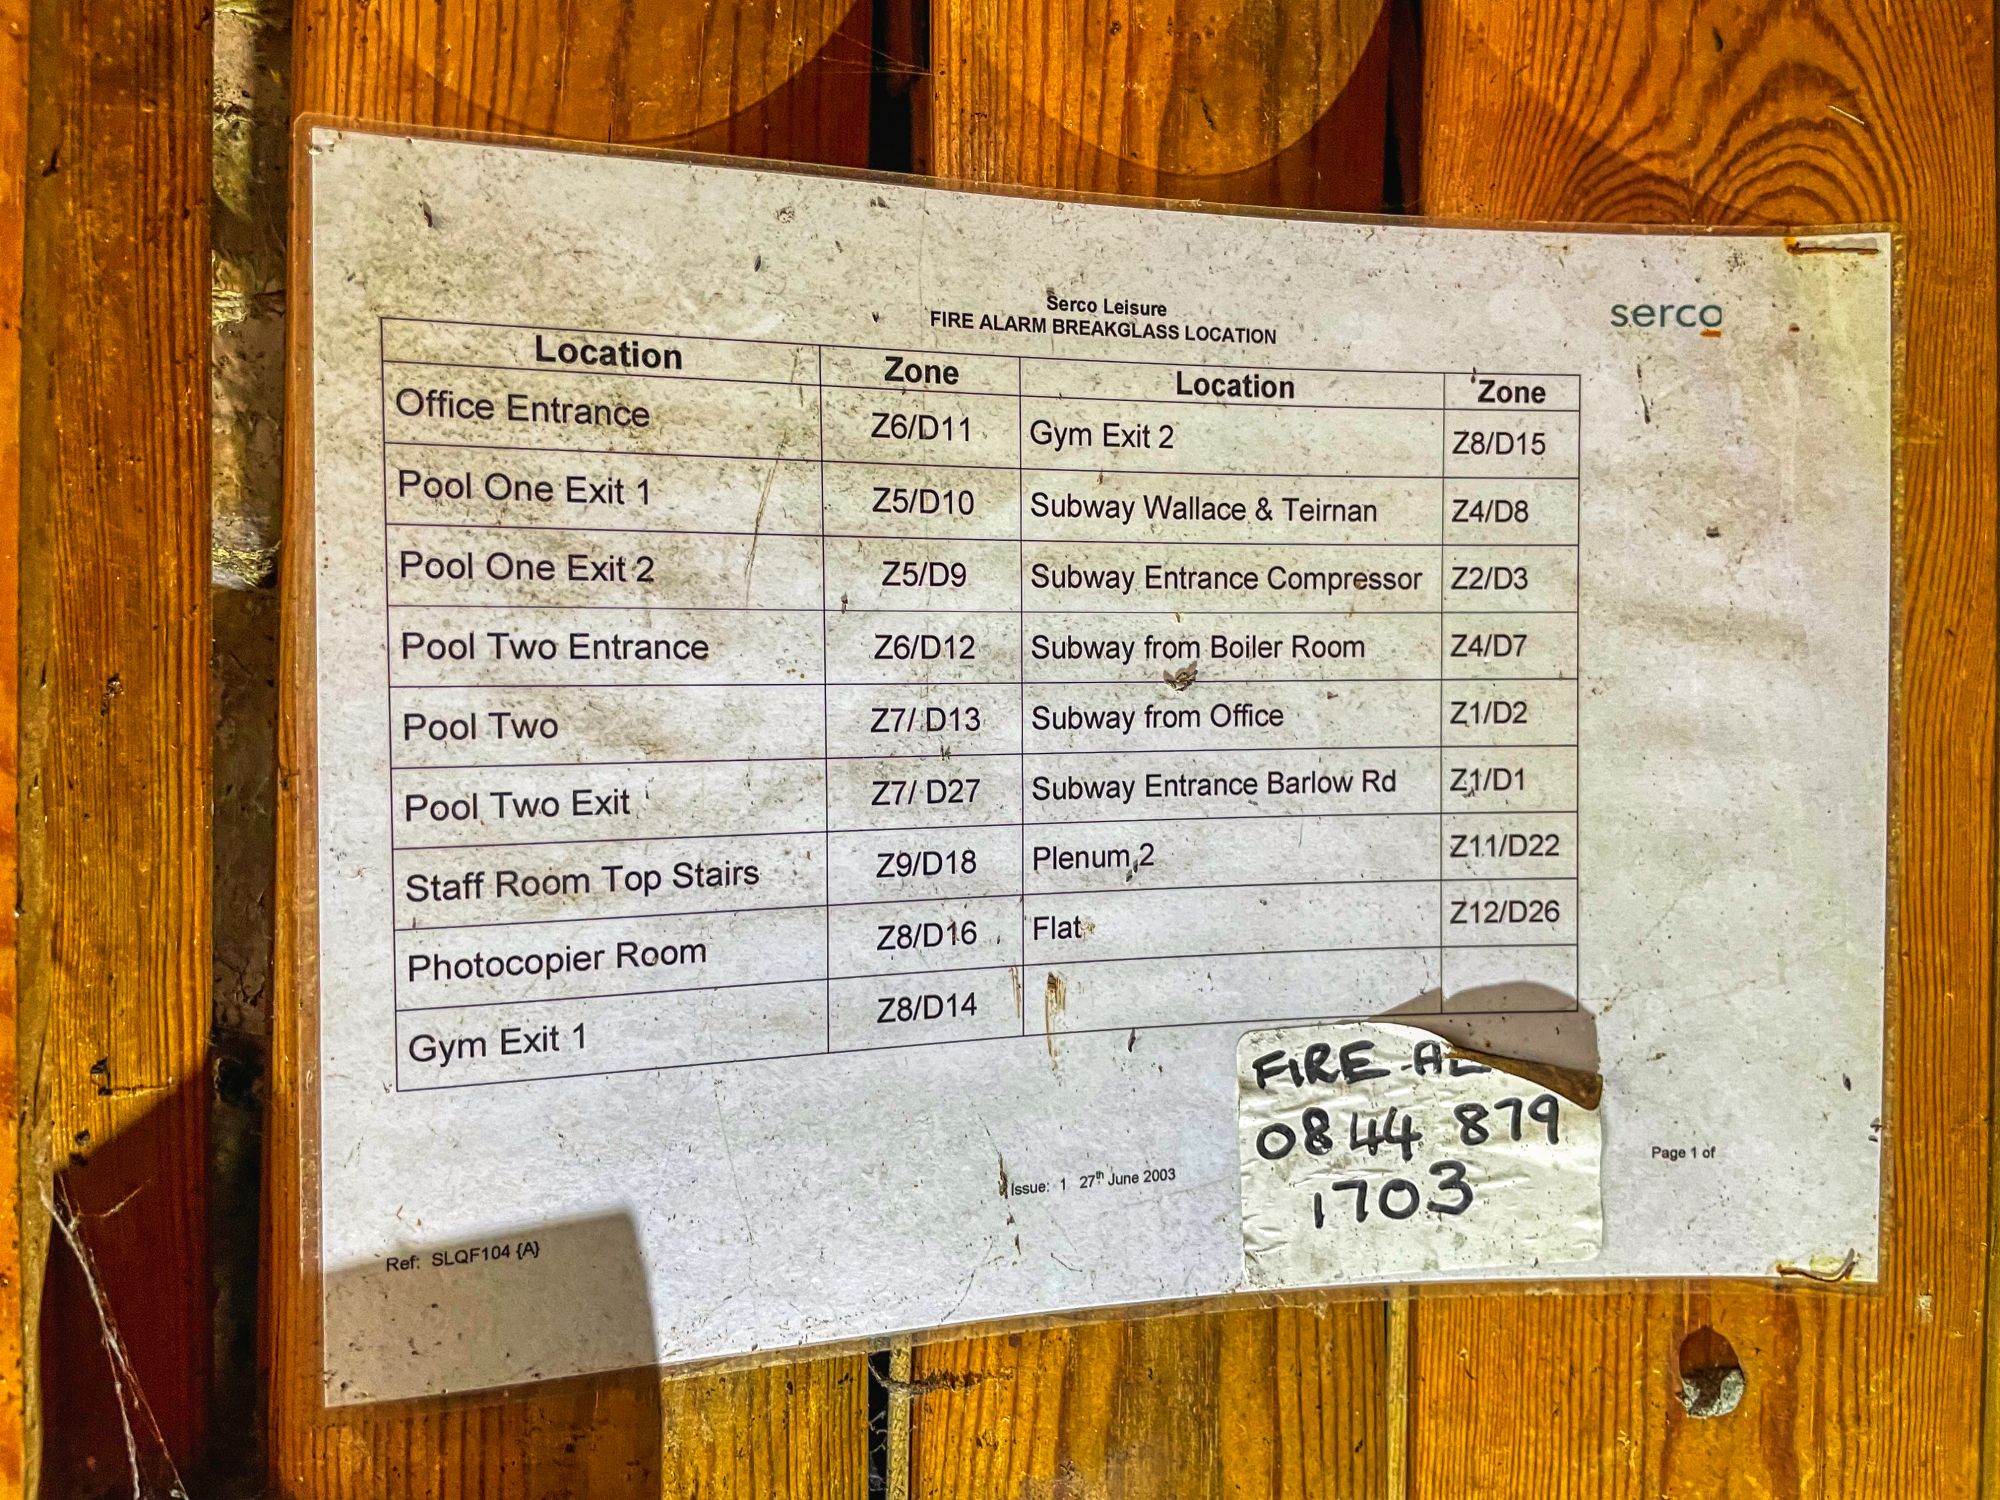 Serco Leisure
FIRE ALARM BREAKGLASS LOCATION
serco
Location Zone Location Zone
Office Entrance Z6/D11 Gym Exit 2 Z8/D15
Pool One Exit 1 Z5/D10 Subway Wallace & Teirnan Z4/D8
Pool One Exit 2 Z5/D9 Subway Entrance Compressor Z2/D3
Pool Two Entrance Z6/D12 Subway from Boiler Room Z4/D7
Pool Two Z7/ D13 Subway from Office Z1/D2
Pool Two Exit Z7/ D27 Subway Entrance Barlow Rd Z1/D1
Staff Room Top Stairs Z9/D18 Plenum 2 Z11/D22
Photocopier Room Z8/D16 Flat Z12/D26
Gym Exit 1 Z8/D14
FIRE
0844 879
1703
Page 1 of
Issue: 1 27th June 2003
Ref: SLQF104 {A}